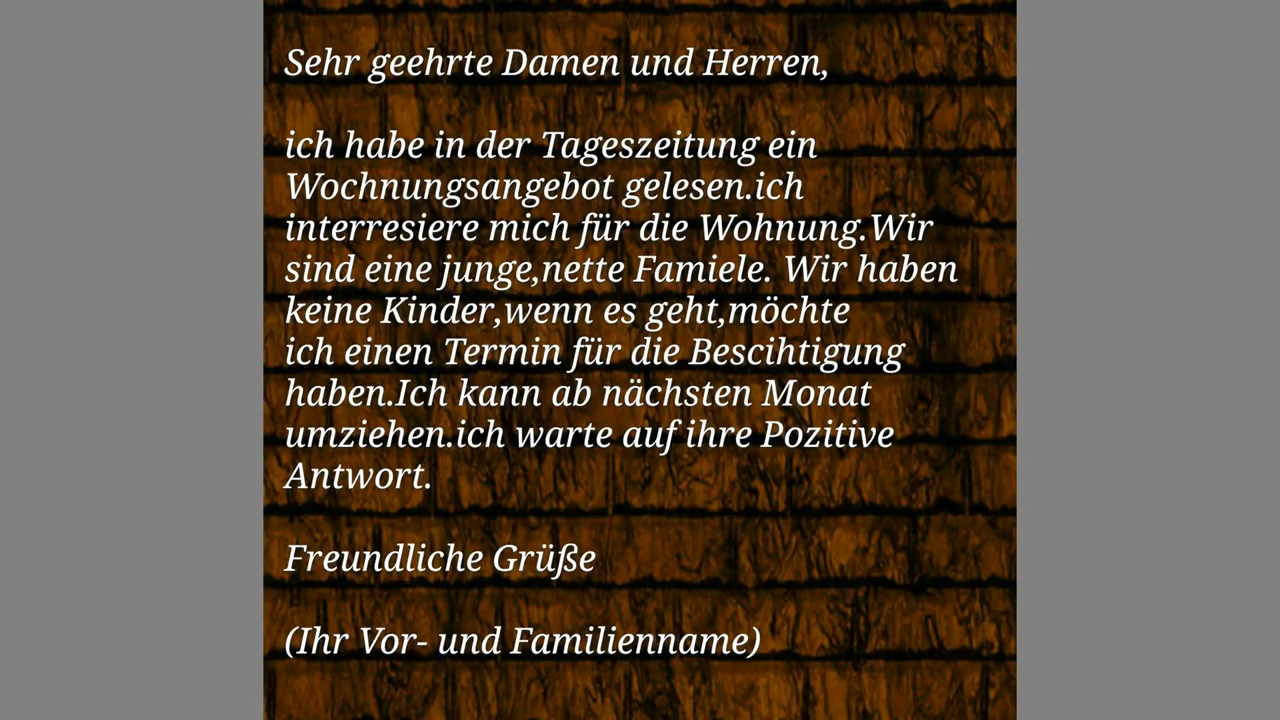 Sehr geehrte Damen und Herren,
ich habe in der Tageszeitung ein
Wochnungsangebot gelesen.ich
interresiere mich für die Wohnung.Wir
sind eine junge,nette Famiele. Wir haben
keine Kinder,wenn es geht,möchte
ich einen Termin für die Bescihtigung
haben.Ich kann ab nächsten Monat
umziehen.ich warte auf ihre Pozitive
Antwort.
Freundliche Grüße
(Ihr Vor- und Familienname)